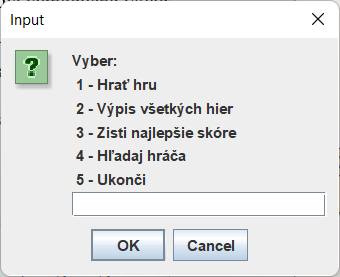 Input
Vyber:
1 - Hrať hru
2 - Výpis všetkých hier
3 - Zisti najlepšie skóre
4 - Hľadaj hráča
5 - Ukonči
OK
Cancel